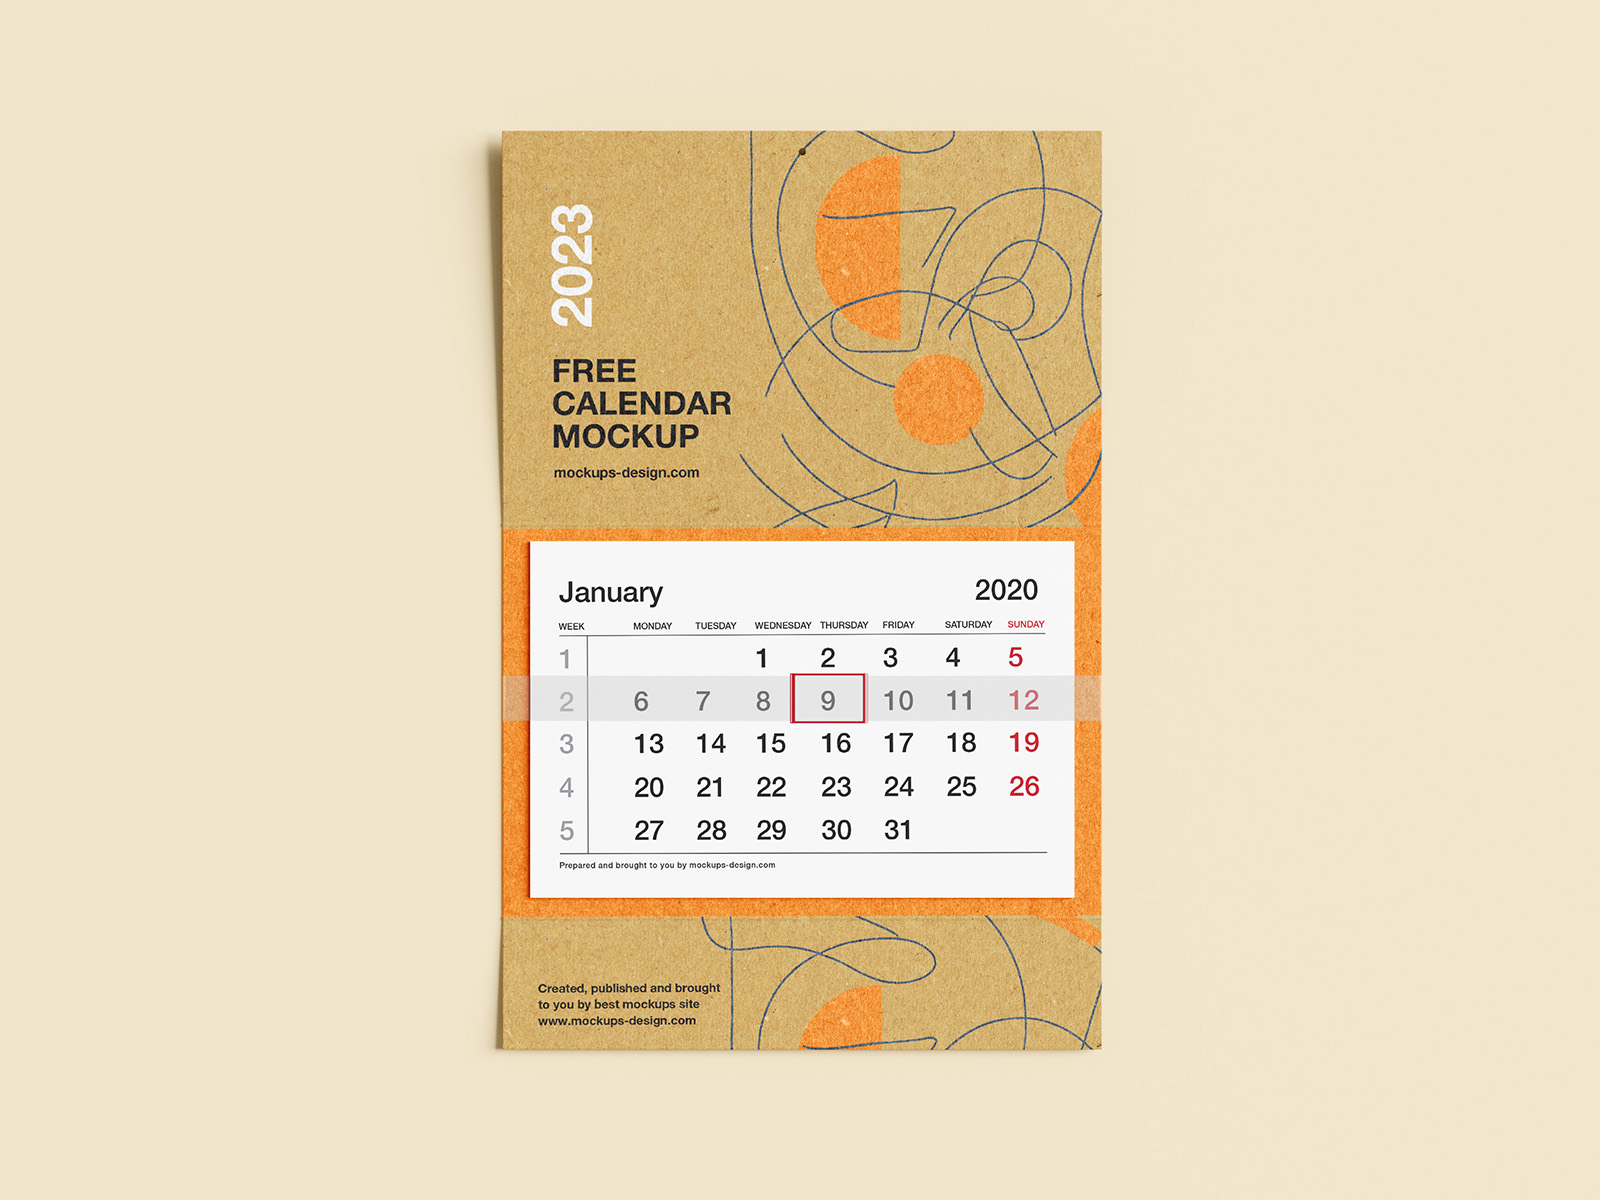 2023
FREE
CALENDAR
MOCKUP
mockups-design.com
January 2020
WEEK MONDAY TUESDAY WEDNESDAY THURSDAY FRIDAY SATURDAY SUNDAY
1 1 2 3 4 5
2 6 7 8 9 10 11 12
3 13 14 15 16 17 18 19
4 20 21 22 23 24 25 26
5 27 28 29 30 31
Prepared and brought to you by mockups-design.com
Created, published and brought
to you by best mockups site
www.mockups-design.com